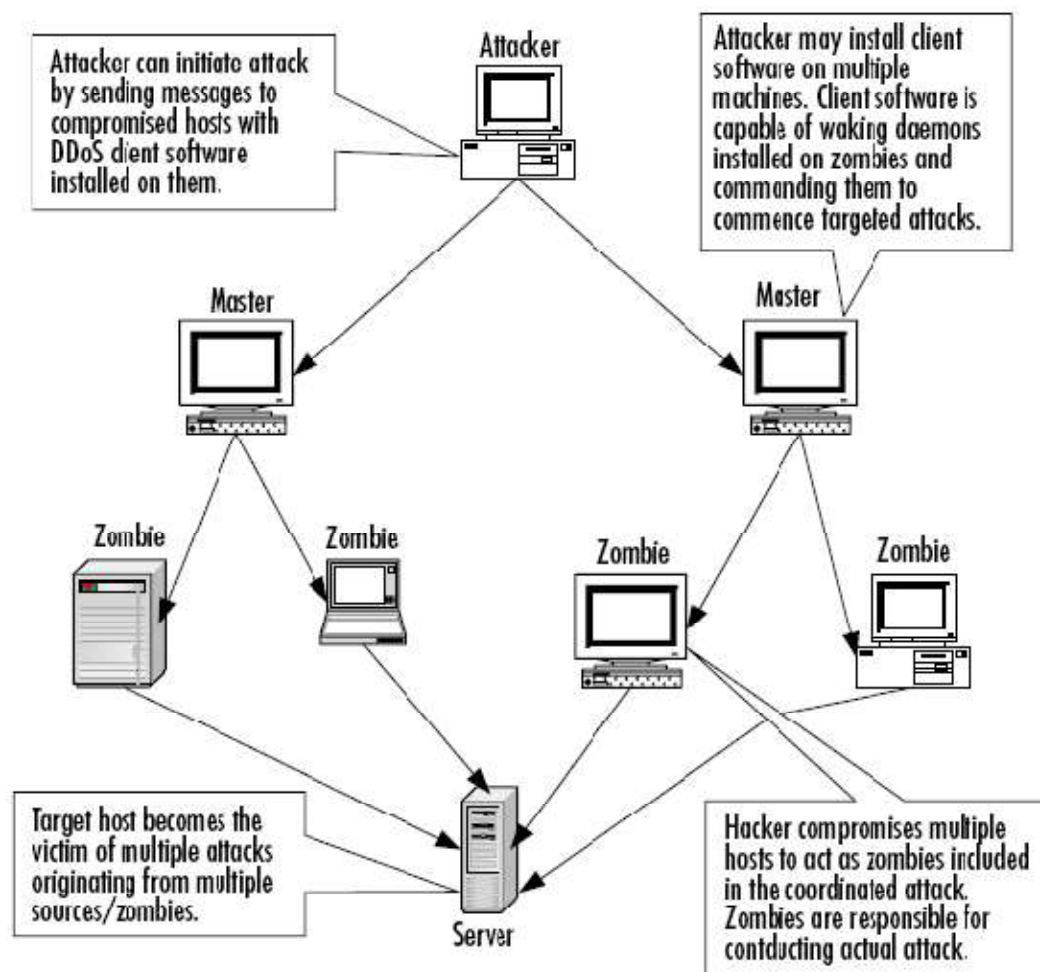 Attacker
Attacker can initiate attack
by sending messages to
compromised hosts with
DDoS client software
installed on them.
Attacker may install client
software on multiple
machines. Client software is
capable of waking daemons
installed on zombies and
commanding them to
commence targeted attacks.
Master
Master
Zombie
Zombie
Zombie
Zombie
Target host becomes the
victim of multiple attacks
originating from multiple
sources/zombies.
Server
Hacker compromises multiple
hosts to act as zombies included
in the coordinated attack.
Zombies are responsible for
contducting actual attack.